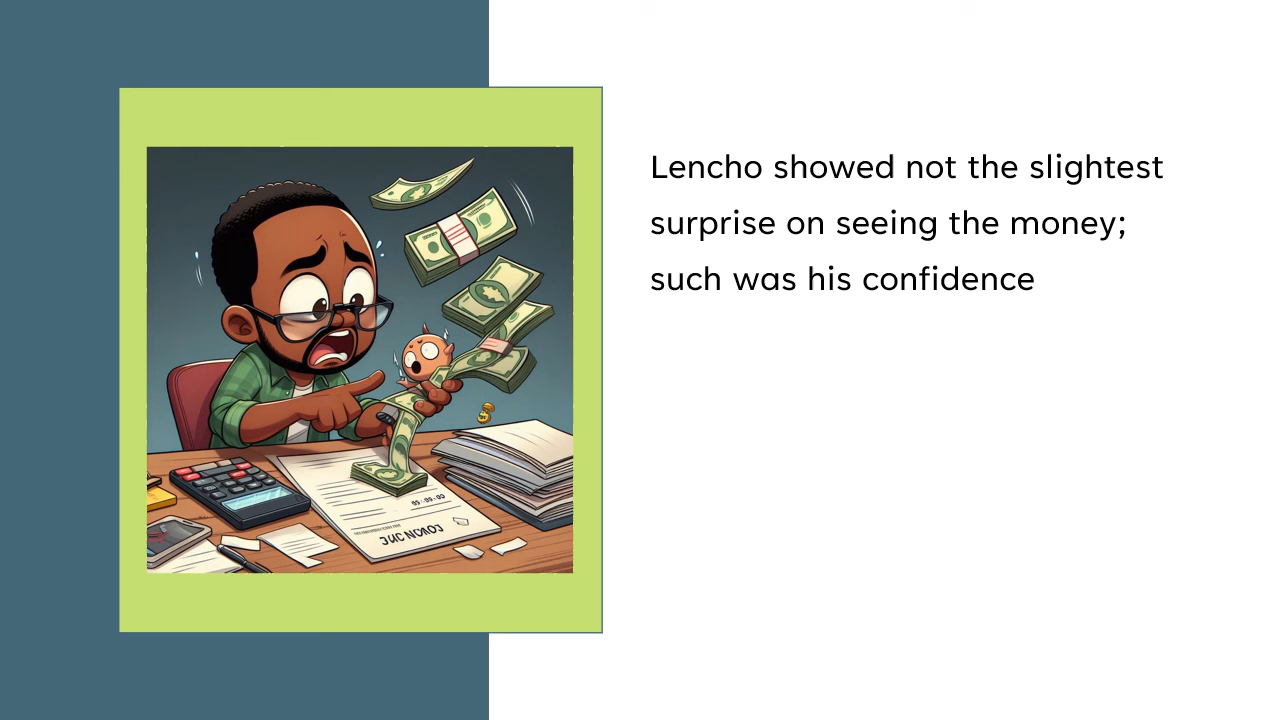 Lencho showed not the slightest
surprise on seeing the money;
such was his confidence